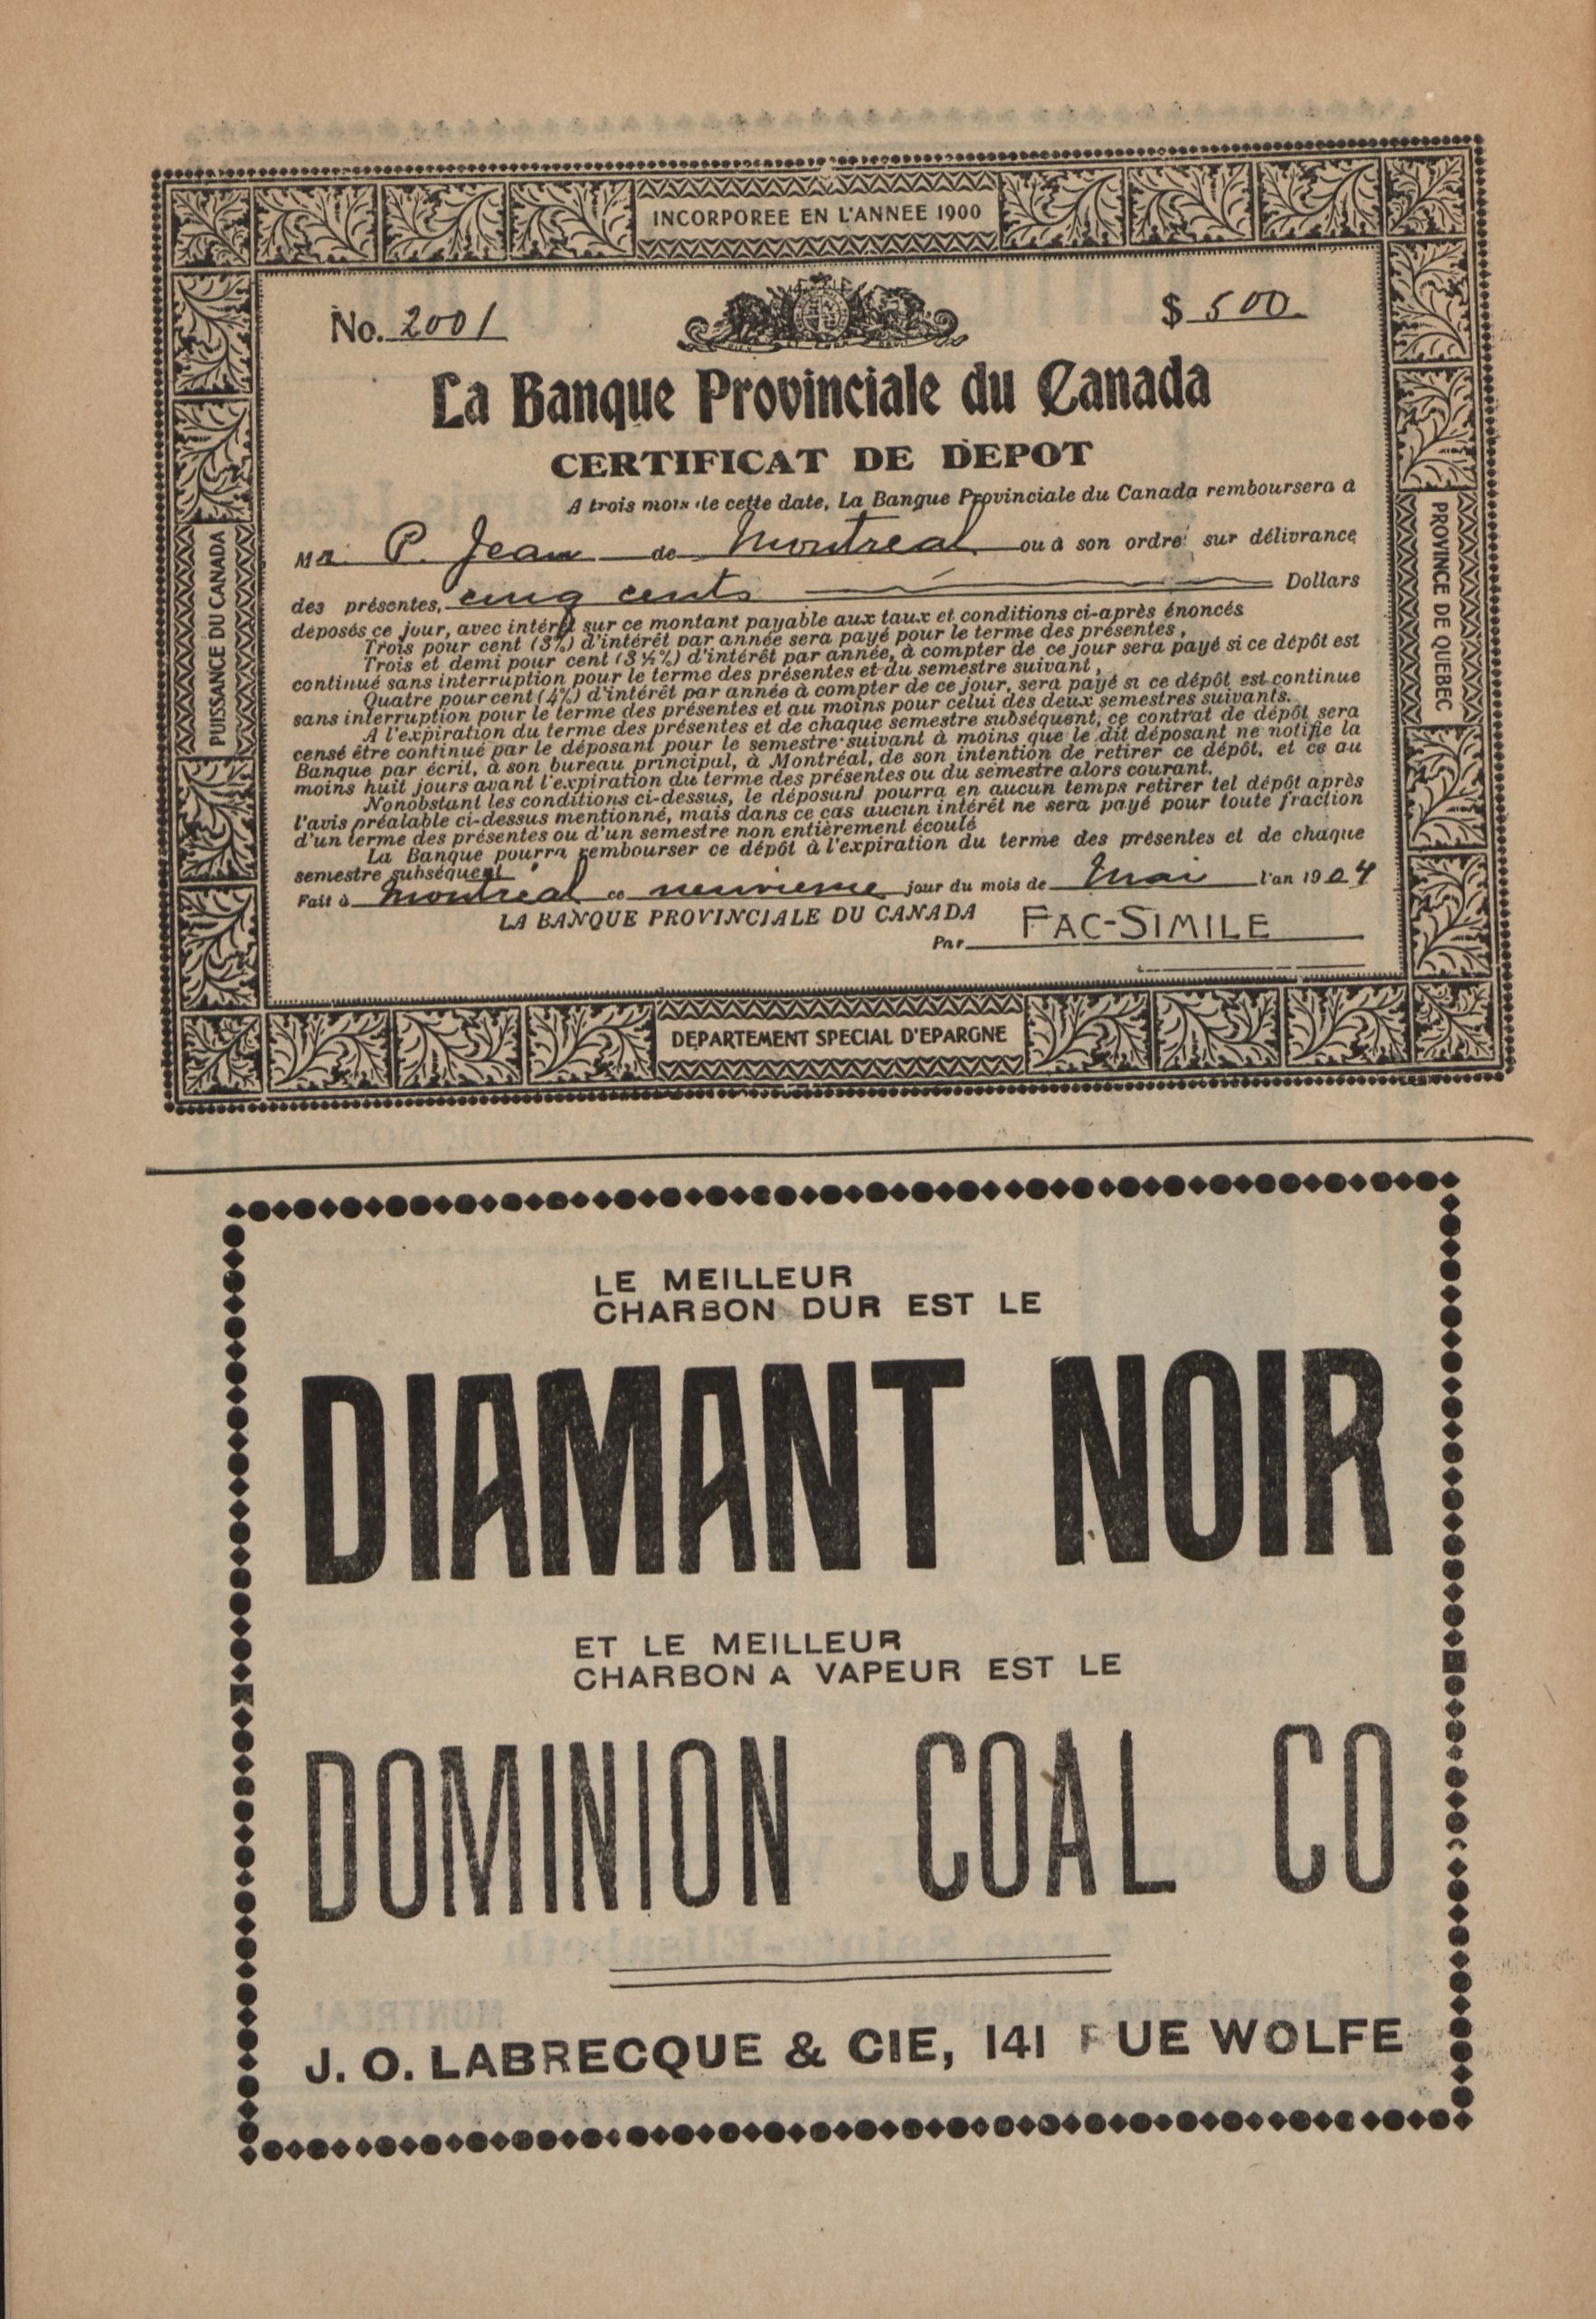 INCORPOREE EN L'ANNEE 1900
No. 2001
$ 500
La Banque Provinciale du Canada
CERTIFICAT DE DEPOT
A trois mois de cette date, La Banque Provinciale du Canada remboursera à
Mr. P. Jean de Montreal ou à son ordre sur délivrance
des présentes, cinq cents Dollars
déposés ce jour, avec intérêt sur ce montant payable aux taux et conditions ci-après énoncés
Trois pour cent (3%) d'intérêt par année sera payé pour le terme des présentes,
Trois et demi pour cent (3½%) d'intérêt par année, à compter de ce jour sera payé si ce dépôt est
continué sans interruption pour le terme des présentes et du semestre suivant,
Quatre pour cent (4%) d'intérêt par année à compter de ce jour, sera payé si ce dépôt est continue
sans interruption pour le terme des présentes et au moins pour celui des deux semestres suivants.
A l'expiration du terme des présentes et de chaque semestre subséquent, ce contrat de dépôt sera
censé être continué par le déposant pour le semestre suivant à moins que le dit déposant ne notifie la
Banque par écrit, à son bureau principal, à Montréal, de son intention de retirer ce dépôt, et ce au
moins huit jours avant l'expiration du terme des présentes ou du semestre alors courant.
Nonobstant les conditions ci-dessus, le déposant pourra en aucun temps retirer tel dépôt après
l'avis préalable ci-dessus mentionné, mais dans ce cas aucun intérêt ne sera payé pour toute fraction
d'un terme des présentes ou d'un semestre non entièrement écoulé
La Banque pourra rembourser ce dépôt à l'expiration du terme des présentes et de chaque
semestre subséquent
Fait à Montreal ce neuvieme jour du mois de Mai l'an 1904
LA BANQUE PROVINCIALE DU CANADA
Par FAC-SIMILE
PUISSANCE DU CANADA
PROVINCE DE QUEBEC
DEPARTEMENT SPECIAL D'EPARGNE
LE MEILLEUR
CHARBON DUR EST LE
DIAMANT NOIR
ET LE MEILLEUR
CHARBON A VAPEUR EST LE
DOMINION COAL CO
J. O. LABRECQUE & CIE, 141 RUE WOLFE